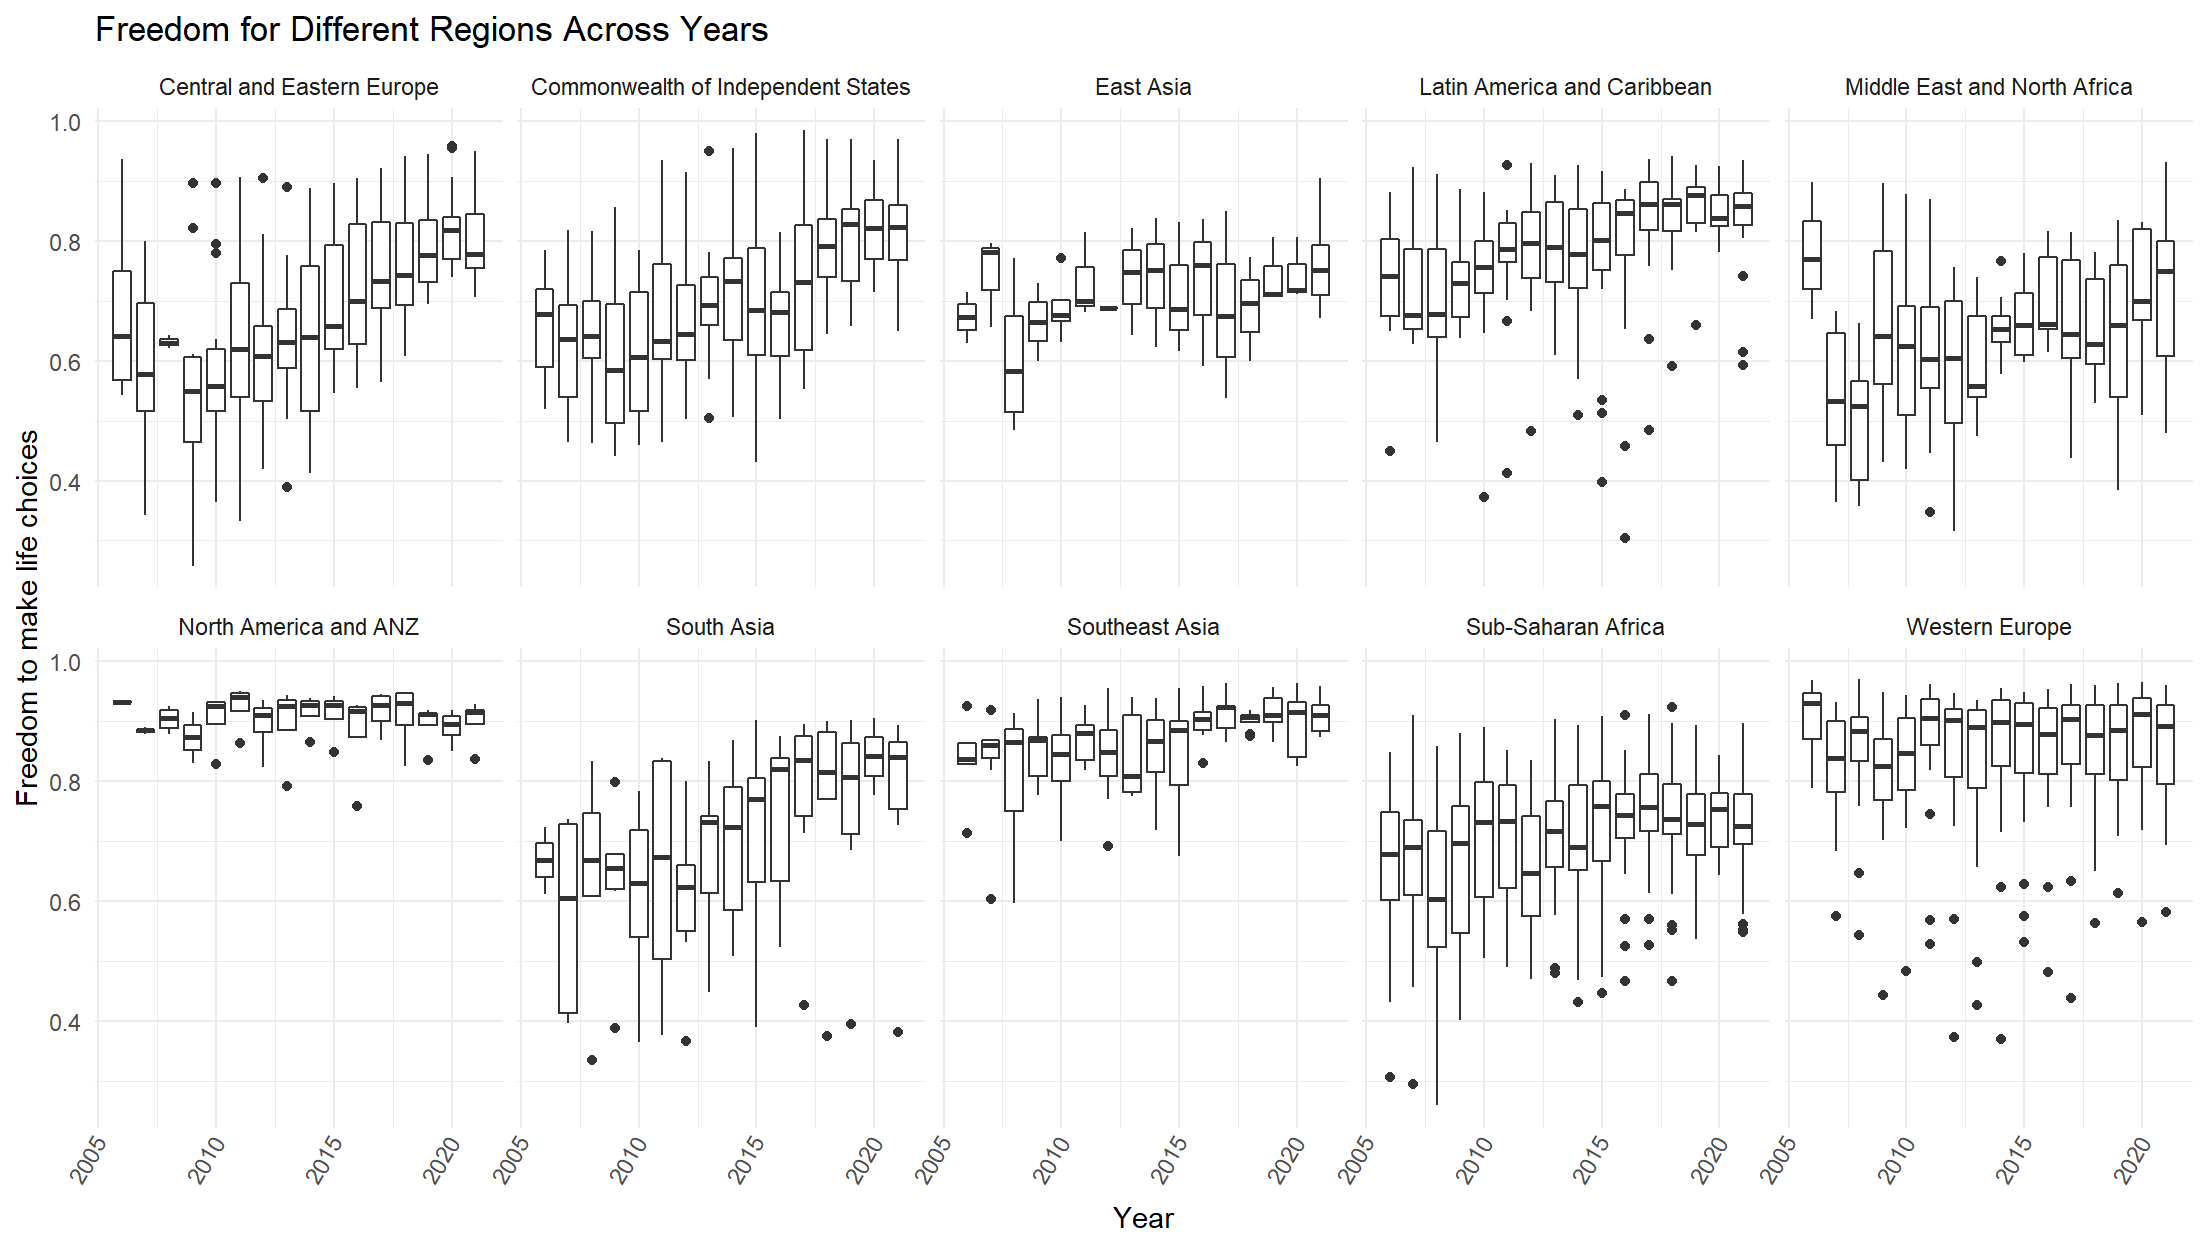 Freedom for Different Regions Across Years
Central and Eastern Europe
Commonwealth of Independent States
East Asia
Latin America and Caribbean
Middle East and North Africa
1.0
0.8
0.6
0.4
Freedom to make life choices
North America and ANZ
South Asia
Southeast Asia
Sub-Saharan Africa
Western Europe
1.0
0.8
0.6
0.4
2005 2010 2015 2020 2005 2010 2015 2020 2005 2010 2015 2020 2005 2010 2015 2020 2005 2010 2015 2020
Year